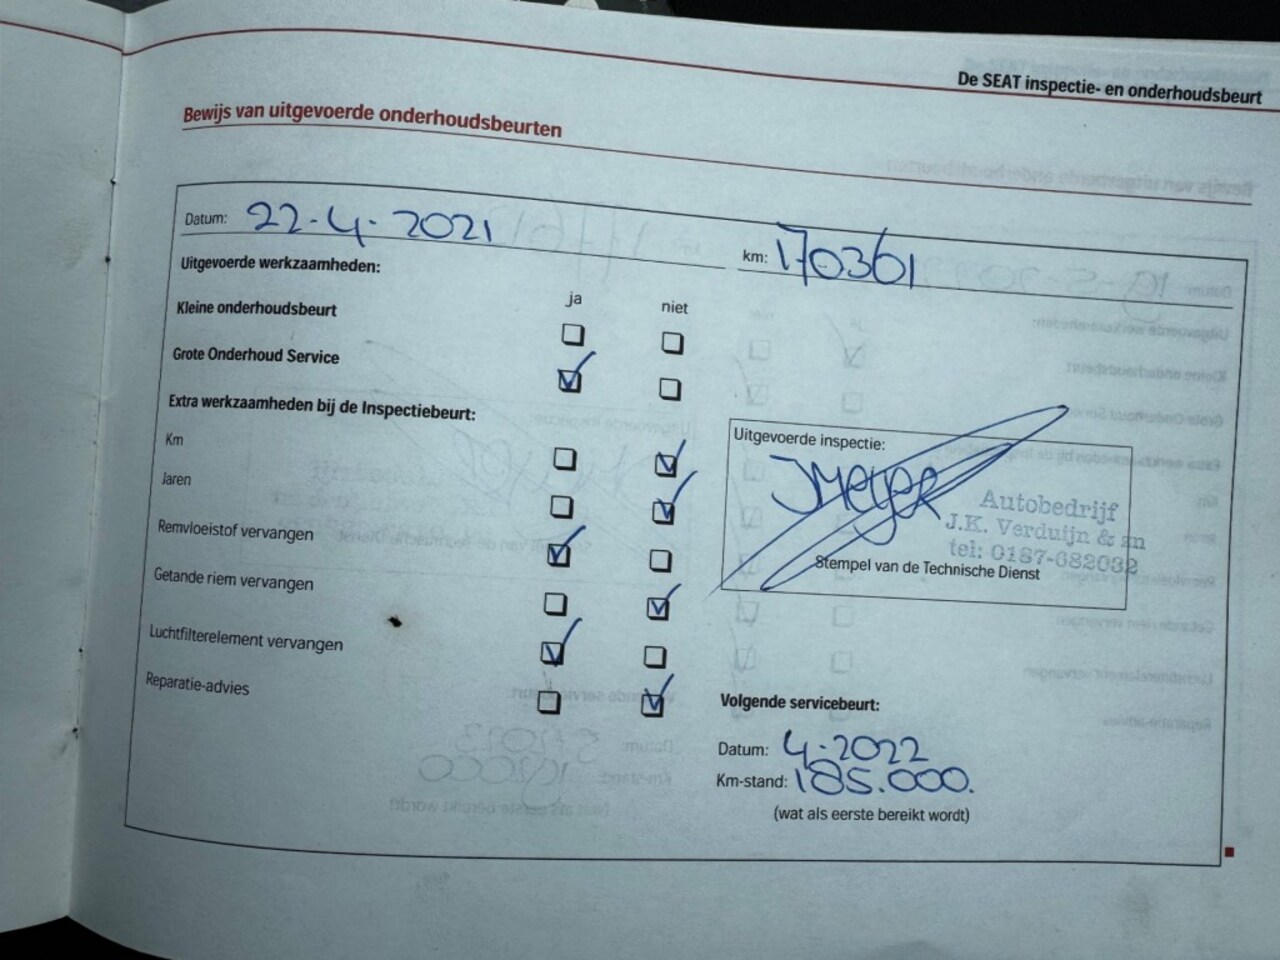 De SEAT inspectie- en onderhoudsbeurt
Bewijs van uitgevoerde onderhoudsbeurten
Datum: 22-4-2021
km: 170361
Uitgevoerde werkzaamheden:
ja niet
Kleine onderhoudsbeurt
Grote Onderhoud Service
Extra werkzaamheden bij de Inspectiebeurt:
Km
Jaren
Remvloeistof vervangen
Getande riem vervangen
Luchtfilterelement vervangen
Reparatie-advies
Uitgevoerde inspectie:
Autobedrijf
J.K. Verduijn & zn
tel: 0187-682032
Stempel van de Technische Dienst
Volgende servicebeurt:
Datum: 4-2022
Km-stand: 185.000.
(wat als eerste bereikt wordt)